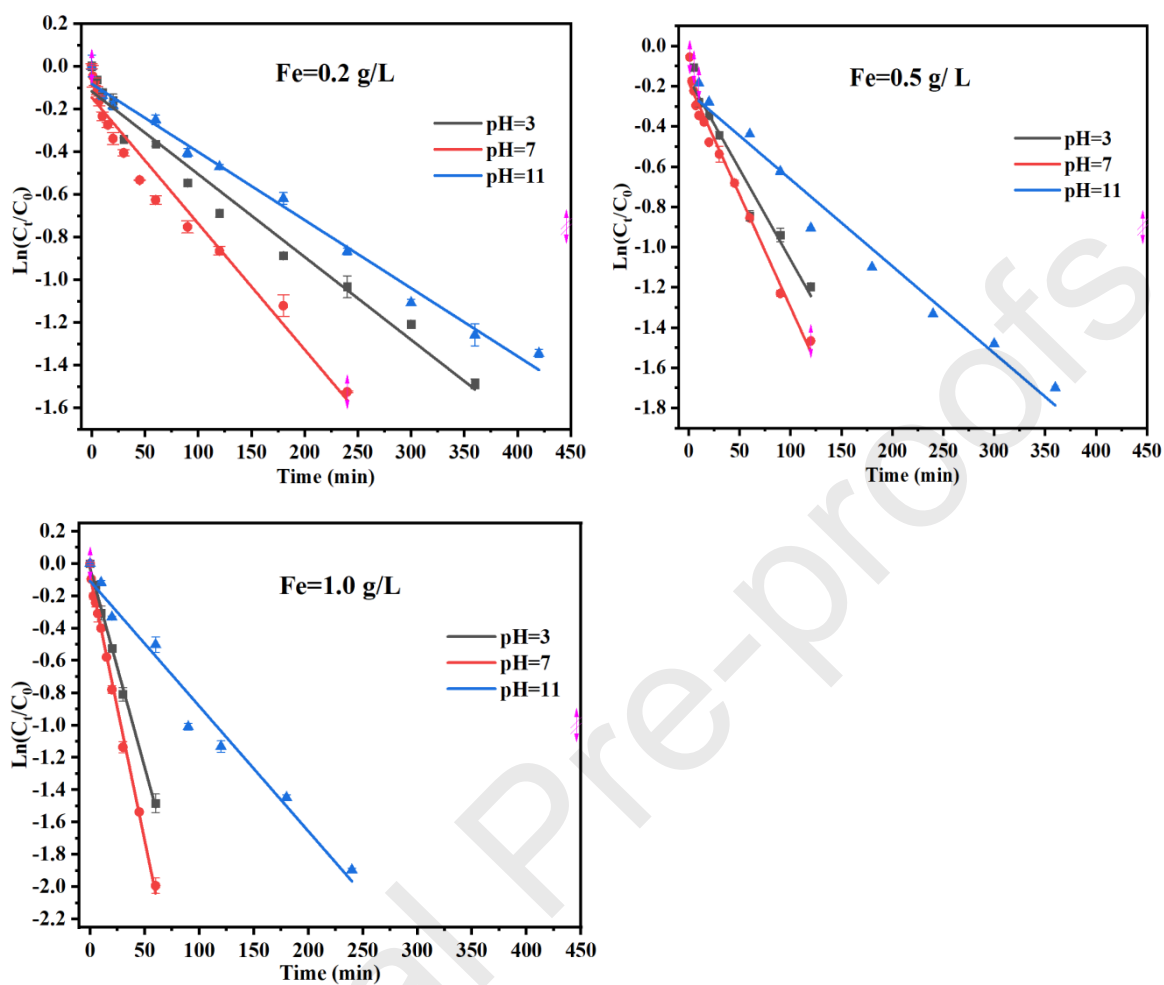 Fe=0.2 g/L
pH=3
pH=7
pH=11
Ln(Cₜ/C₀)
0.2
0.0
-0.2
-0.4
-0.6
-0.8
-1.0
-1.2
-1.4
-1.6
0 50 100 150 200 250 300 350 400 450
Time (min)
Fe=0.5 g/ L
pH=3
pH=7
pH=11
Ln(Cₜ/C₀)
0.0
-0.2
-0.4
-0.6
-0.8
-1.0
-1.2
-1.4
-1.6
-1.8
0 50 100 150 200 250 300 350 400 450
Time (min)
Fe=1.0 g/L
pH=3
pH=7
pH=11
Ln(Cₜ/C₀)
0.2
0.0
-0.2
-0.4
-0.6
-0.8
-1.0
-1.2
-1.4
-1.6
-1.8
-2.0
-2.2
0 50 100 150 200 250 300 350 400 450
Time (min)
al Pre-proofs